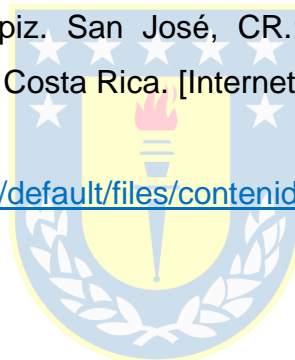 piz. San José, CR.
Costa Rica. [Internet
/default/files/contenid